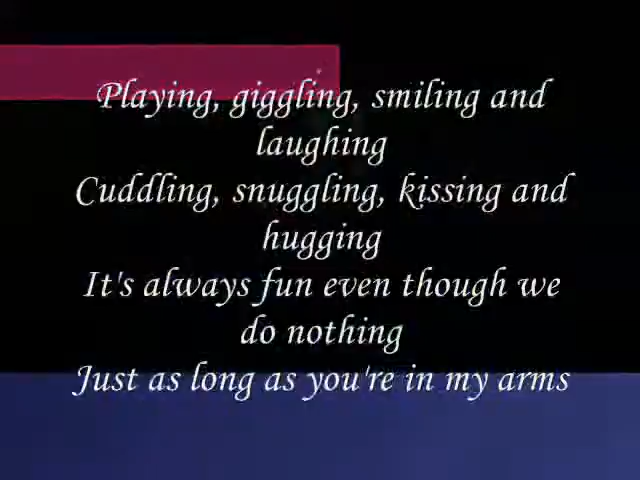 Playing, giggling, smiling and
laughing
Cuddling, snuggling, kissing and
hugging
It's always fun even though we
do nothing
Just as long as you're in my arms